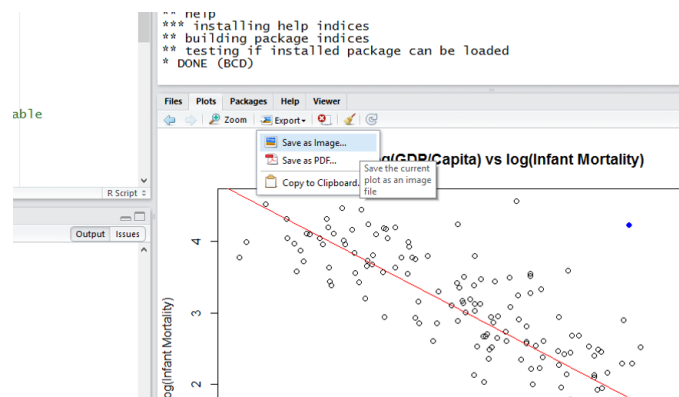 ** help
*** installing help indices
** building package indices
** testing if installed package can be loaded
* DONE (BCD)
able
R Script
Output Issues
Files Plots Packages Help Viewer
Zoom Export
Save as Image...
Save as PDF...
Copy to Clipboard.
Save the current
plot as an image
file
g(GDP/Capita) vs log(Infant Mortality)
4
3
2
og(Infant Mortality)